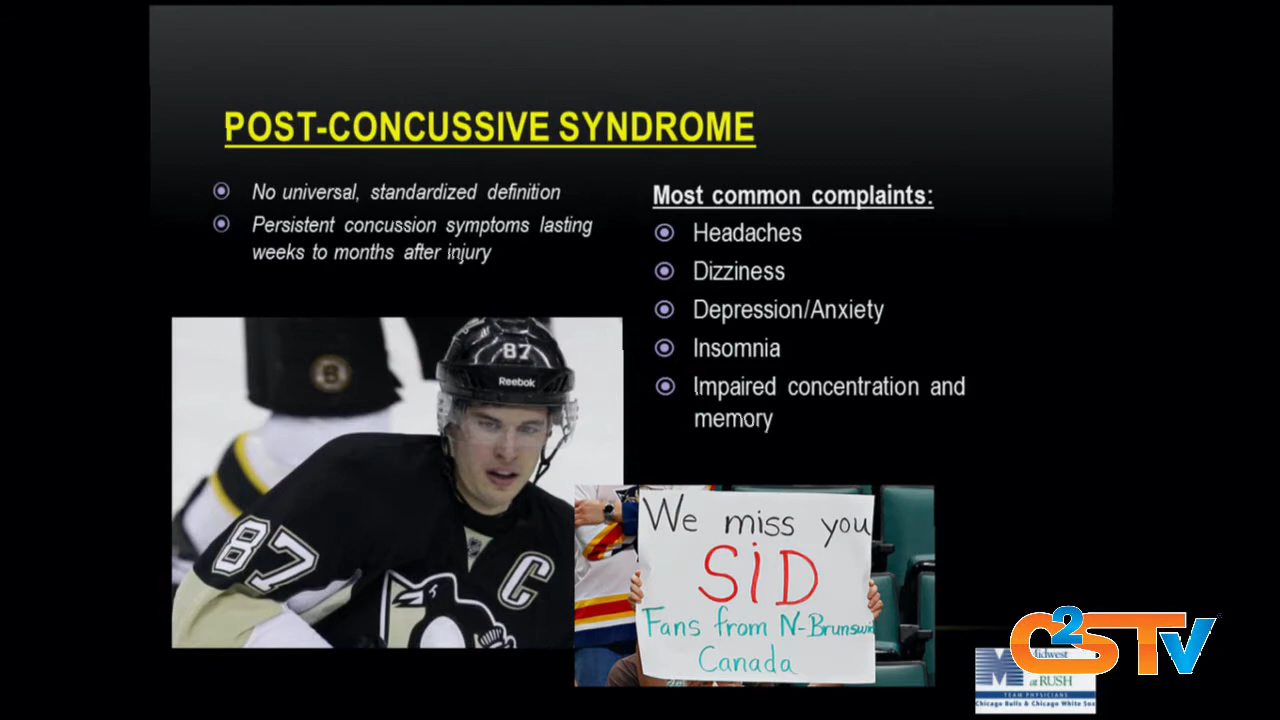 POST-CONCUSSIVE SYNDROME
No universal, standardized definition
Persistent concussion symptoms lasting
weeks to months after injury
Most common complaints:
Headaches
Dizziness
Depression/Anxiety
Insomnia
Impaired concentration and
memory
87
Reebok
B
87
C
We miss you
SiD
Fans from N-Brunswi
Canada
C2STV
M idwest
at RUSH
TEAM PHYSICIANS
Chicago Bulls & Chicago White Sox